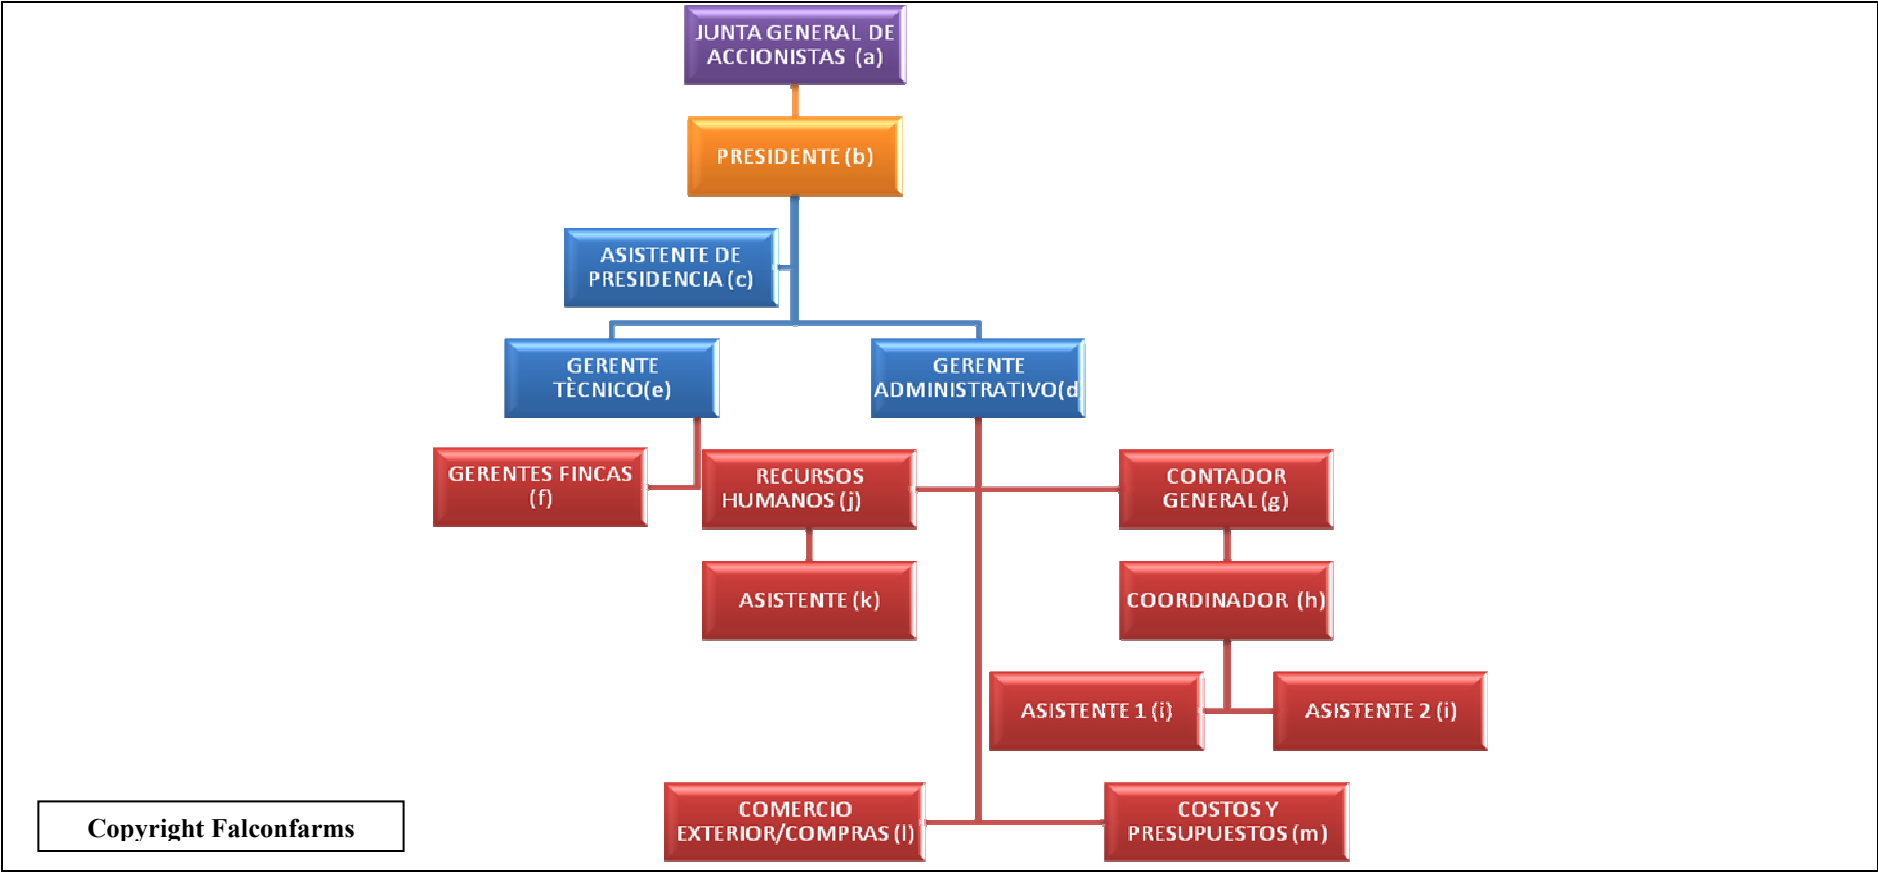 JUNTA GENERAL DE
ACCIONISTAS (a)
PRESIDENTE (b)
ASISTENTE DE
PRESIDENCIA (c)
GERENTE
TÈCNICO(e)
GERENTE
ADMINISTRATIVO(d
GERENTES FINCAS
(f)
RECURSOS
HUMANOS (j)
CONTADOR
GENERAL (g)
ASISTENTE (k)
COORDINADOR (h)
ASISTENTE 1 (i)
ASISTENTE 2 (i)
COMERCIO
EXTERIOR/COMPRAS (l)
COSTOS Y
PRESUPUESTOS (m)
Copyright Falconfarms